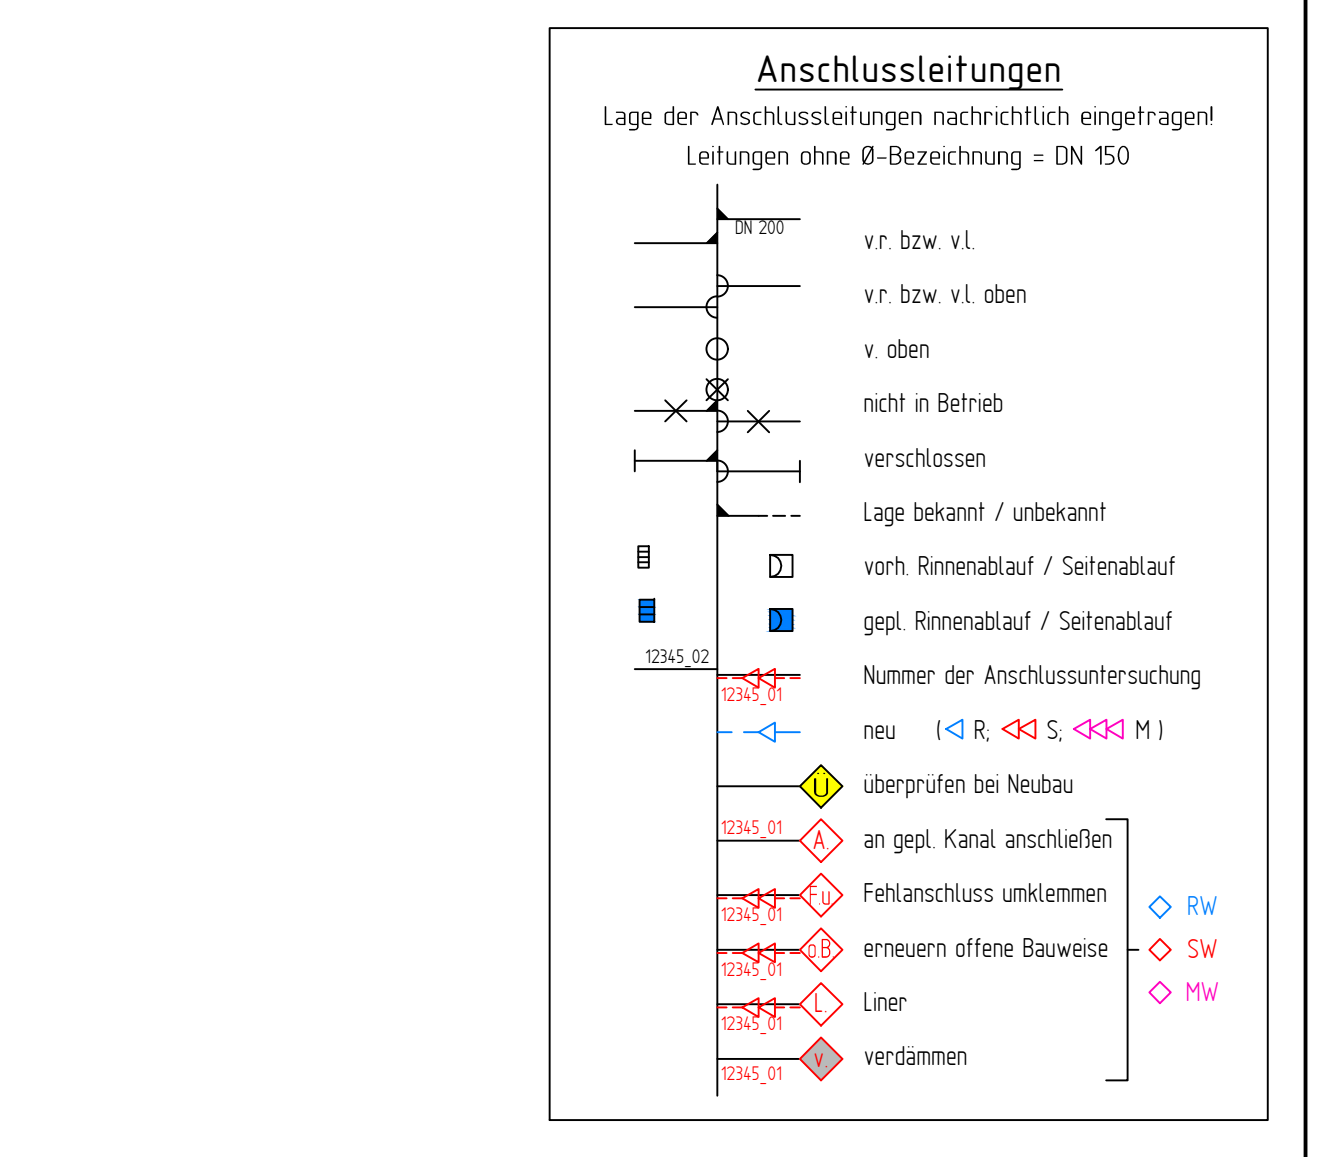 Anschlussleitungen
Lage der Anschlussleitungen nachrichtlich eingetragen!
Leitungen ohne Ø-Bezeichnung = DN 150
DN 200
v.r. bzw. v.l.
v.r. bzw. v.l. oben
v. oben
nicht in Betrieb
verschlossen
Lage bekannt / unbekannt
vorh. Rinnenablauf / Seitenablauf
gepl. Rinnenablauf / Seitenablauf
12345_02
12345_01
Nummer der Anschlussuntersuchung
neu ( R; S; M )
Ü überprüfen bei Neubau
12345_01
A. an gepl. Kanal anschließen
F.u Fehlanschluss umklemmen
12345_01
RW
o.B. erneuern offene Bauweise
SW
12345_01
MW
L. Liner
12345_01
v. verdämmen
12345_01